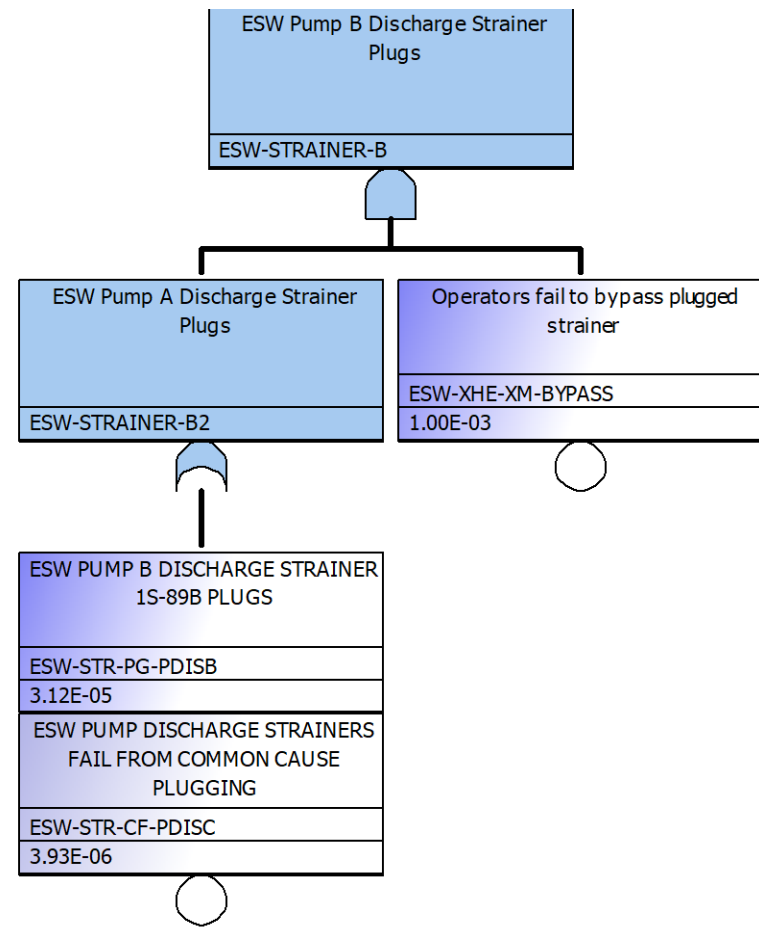 ESW Pump B Discharge Strainer
Plugs
ESW-STRAINER-B
ESW Pump A Discharge Strainer
Plugs
ESW-STRAINER-B2
Operators fail to bypass plugged
strainer
ESW-XHE-XM-BYPASS
1.00E-03
ESW PUMP B DISCHARGE STRAINER
1S-89B PLUGS
ESW-STR-PG-PDISB
3.12E-05
ESW PUMP DISCHARGE STRAINERS
FAIL FROM COMMON CAUSE
PLUGGING
ESW-STR-CF-PDISC
3.93E-06